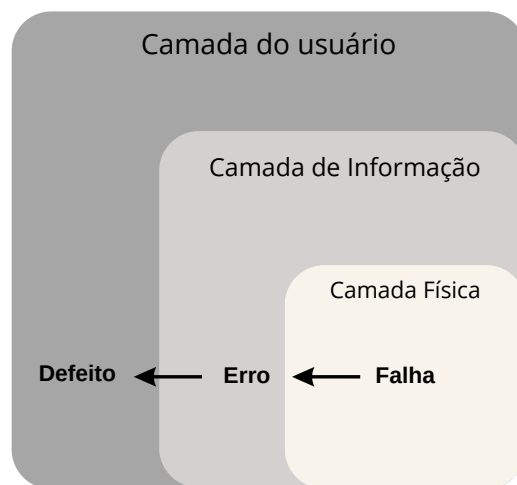 Camada do usuário
Camada de Informação
Camada Física
Defeito Erro Falha